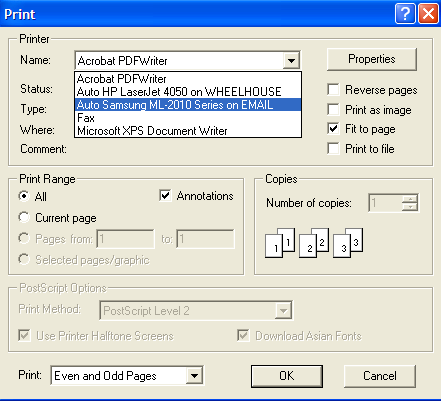 Print
Printer
Name: Acrobat PDFWriter Properties
Acrobat PDFWriter
Status: Auto HP LaserJet 4050 on WHEELHOUSE Reverse pages
Type: Auto Samsung ML-2010 Series on EMAIL Print as image
Fax
Where: Microsoft XPS Document Writer Fit to page
Comment: Print to file
Print Range Copies
All Annotations Number of copies: 1
Current page
Pages from: 1 to: 1 1 1 2 2 3 3
Selected pages/graphic
PostScript Options
Print Method: PostScript Level 2
Use Printer Halftone Screens Download Asian Fonts
Print: Even and Odd Pages OK Cancel